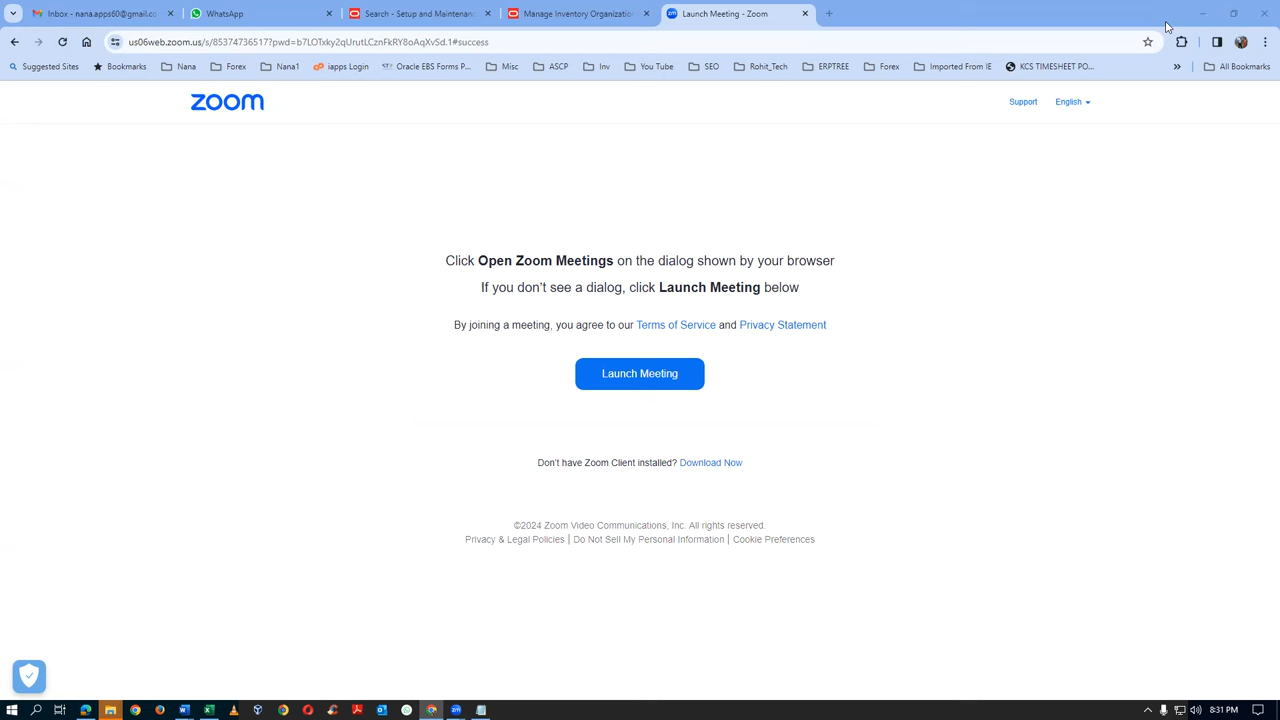 Inbox - nana.apps60@gmail.co
WhatsApp
Search - Setup and Maintenanc
Manage Inventory Organization
Launch Meeting - Zoom
us06web.zoom.us/s/85374736517?pwd=b7LOTxky2qUrutLCznFkRY8oAqXvSd.1#success
Suggested Sites
Bookmarks
Nana
Forex
Nana1
iapps Login
Oracle EBS Forms P...
Misc
ASCP
Inv
You Tube
SEO
Rohit_Tech
ERPTREE
Forex
Imported From IE
KCS TIMESHEET PO...
All Bookmarks
zoom
Support
English
Click Open Zoom Meetings on the dialog shown by your browser
If you don't see a dialog, click Launch Meeting below
By joining a meeting, you agree to our Terms of Service and Privacy Statement
Launch Meeting
Don't have Zoom Client installed? Download Now
©2024 Zoom Video Communications, Inc. All rights reserved.
Privacy & Legal Policies | Do Not Sell My Personal Information | Cookie Preferences
8:31 PM